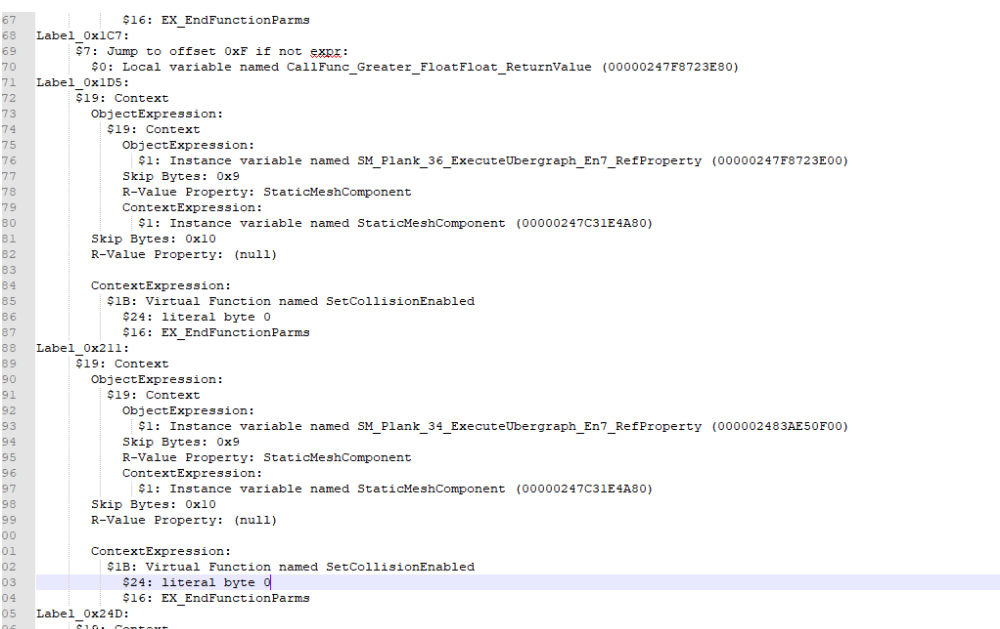 67 $16: EX_EndFunctionParms
68 Label_0x1C7:
69 $7: Jump to offset 0xF if not expr:
70 $0: Local variable named CallFunc_Greater_FloatFloat_ReturnValue (00000247F8723E80)
71 Label_0x1D5:
72 $19: Context
73 ObjectExpression:
74 $19: Context
75 ObjectExpression:
76 $1: Instance variable named SM_Plank_36_ExecuteUbergraph_En7_RefProperty (00000247F8723E00)
77 Skip Bytes: 0x9
78 R-Value Property: StaticMeshComponent
79 ContextExpression:
80 $1: Instance variable named StaticMeshComponent (00000247C31E4A80)
81 Skip Bytes: 0x10
82 R-Value Property: (null)
83
84 ContextExpression:
85 $1B: Virtual Function named SetCollisionEnabled
86 $24: literal byte 0
87 $16: EX_EndFunctionParms
88 Label_0x211:
89 $19: Context
90 ObjectExpression:
91 $19: Context
92 ObjectExpression:
93 $1: Instance variable named SM_Plank_34_ExecuteUbergraph_En7_RefProperty (000002483AE50F00)
94 Skip Bytes: 0x9
95 R-Value Property: StaticMeshComponent
96 ContextExpression:
97 $1: Instance variable named StaticMeshComponent (00000247C31E4A80)
98 Skip Bytes: 0x10
99 R-Value Property: (null)
00
01 ContextExpression:
02 $1B: Virtual Function named SetCollisionEnabled
03 $24: literal byte 0
04 $16: EX_EndFunctionParms
05 Label_0x24D:
06 $19: Context